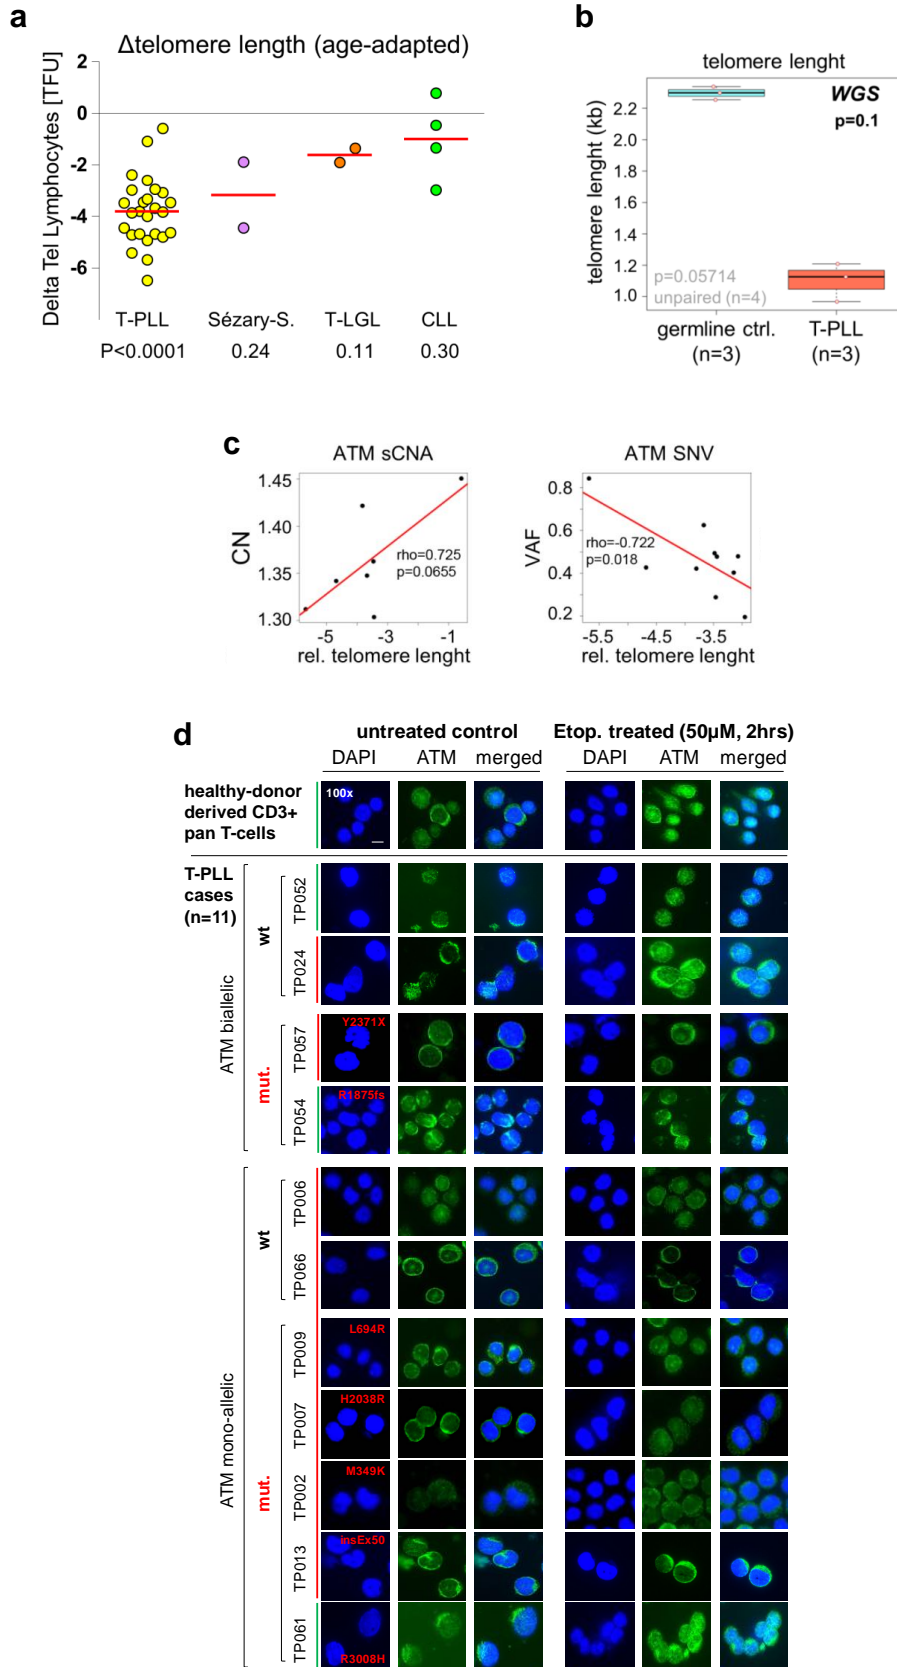 a
Δtelomere length (age-adapted)
Delta Tel Lymphocytes [TFU]
2
0
-2
-4
-6
T-PLL Sézary-S. T-LGL CLL
P<0.0001 0.24 0.11 0.30
b
telomere lenght
WGS
p=0.1
telomere lenght (kb)
2.2
2.0
1.8
1.6
1.4
1.2
1.0
p=0.05714
unpaired (n=4)
germline ctrl. T-PLL
(n=3) (n=3)
c
ATM sCNA
CN
1.45
1.40
1.35
1.30
rho=0.725
p=0.0655
-5 -3 -1
rel. telomere lenght
ATM SNV
VAF
0.8
0.6
0.4
0.2
rho=-0.722
p=0.018
-5.5 -4.5 -3.5
rel. telomere lenght
d
untreated control Etop. treated (50µM, 2hrs)
DAPI ATM merged DAPI ATM merged
healthy-donor
derived CD3+
pan T-cells
100x
T-PLL
cases
(n=11)
ATM biallelic
wt
TP052
TP024
mut.
TP057
Y2371X
TP054
R1875fs
ATM mono-allelic
wt
TP006
TP066
mut.
TP009
L694R
TP007
H2038R
TP002
M349K
TP013
insEx50
TP061
R3008H